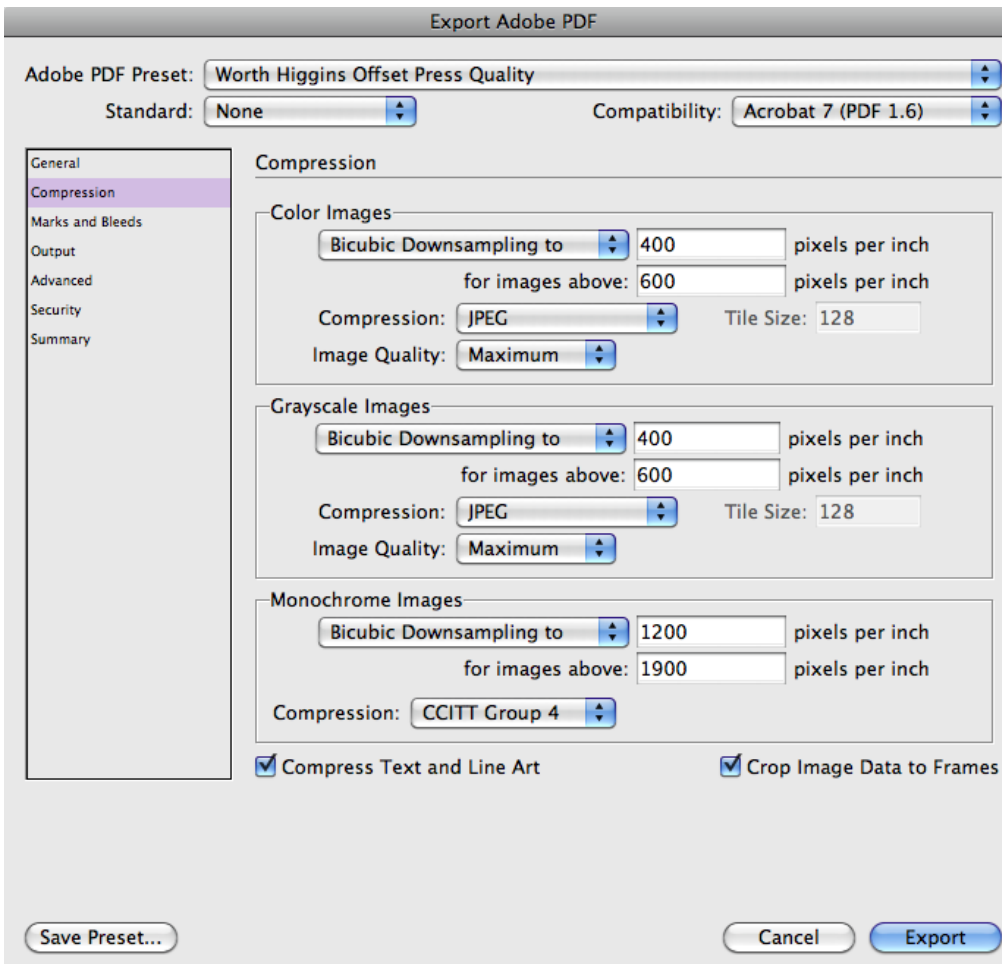 Export Adobe PDF
Adobe PDF Preset: Worth Higgins Offset Press Quality
Standard: None Compatibility: Acrobat 7 (PDF 1.6)
General
Compression
Marks and Bleeds
Output
Advanced
Security
Summary
Compression
Color Images
Bicubic Downsampling to 400 pixels per inch
for images above: 600 pixels per inch
Compression: JPEG Tile Size: 128
Image Quality: Maximum
Grayscale Images
Bicubic Downsampling to 400 pixels per inch
for images above: 600 pixels per inch
Compression: JPEG Tile Size: 128
Image Quality: Maximum
Monochrome Images
Bicubic Downsampling to 1200 pixels per inch
for images above: 1900 pixels per inch
Compression: CCITT Group 4
Compress Text and Line Art Crop Image Data to Frames
Save Preset... Cancel Export